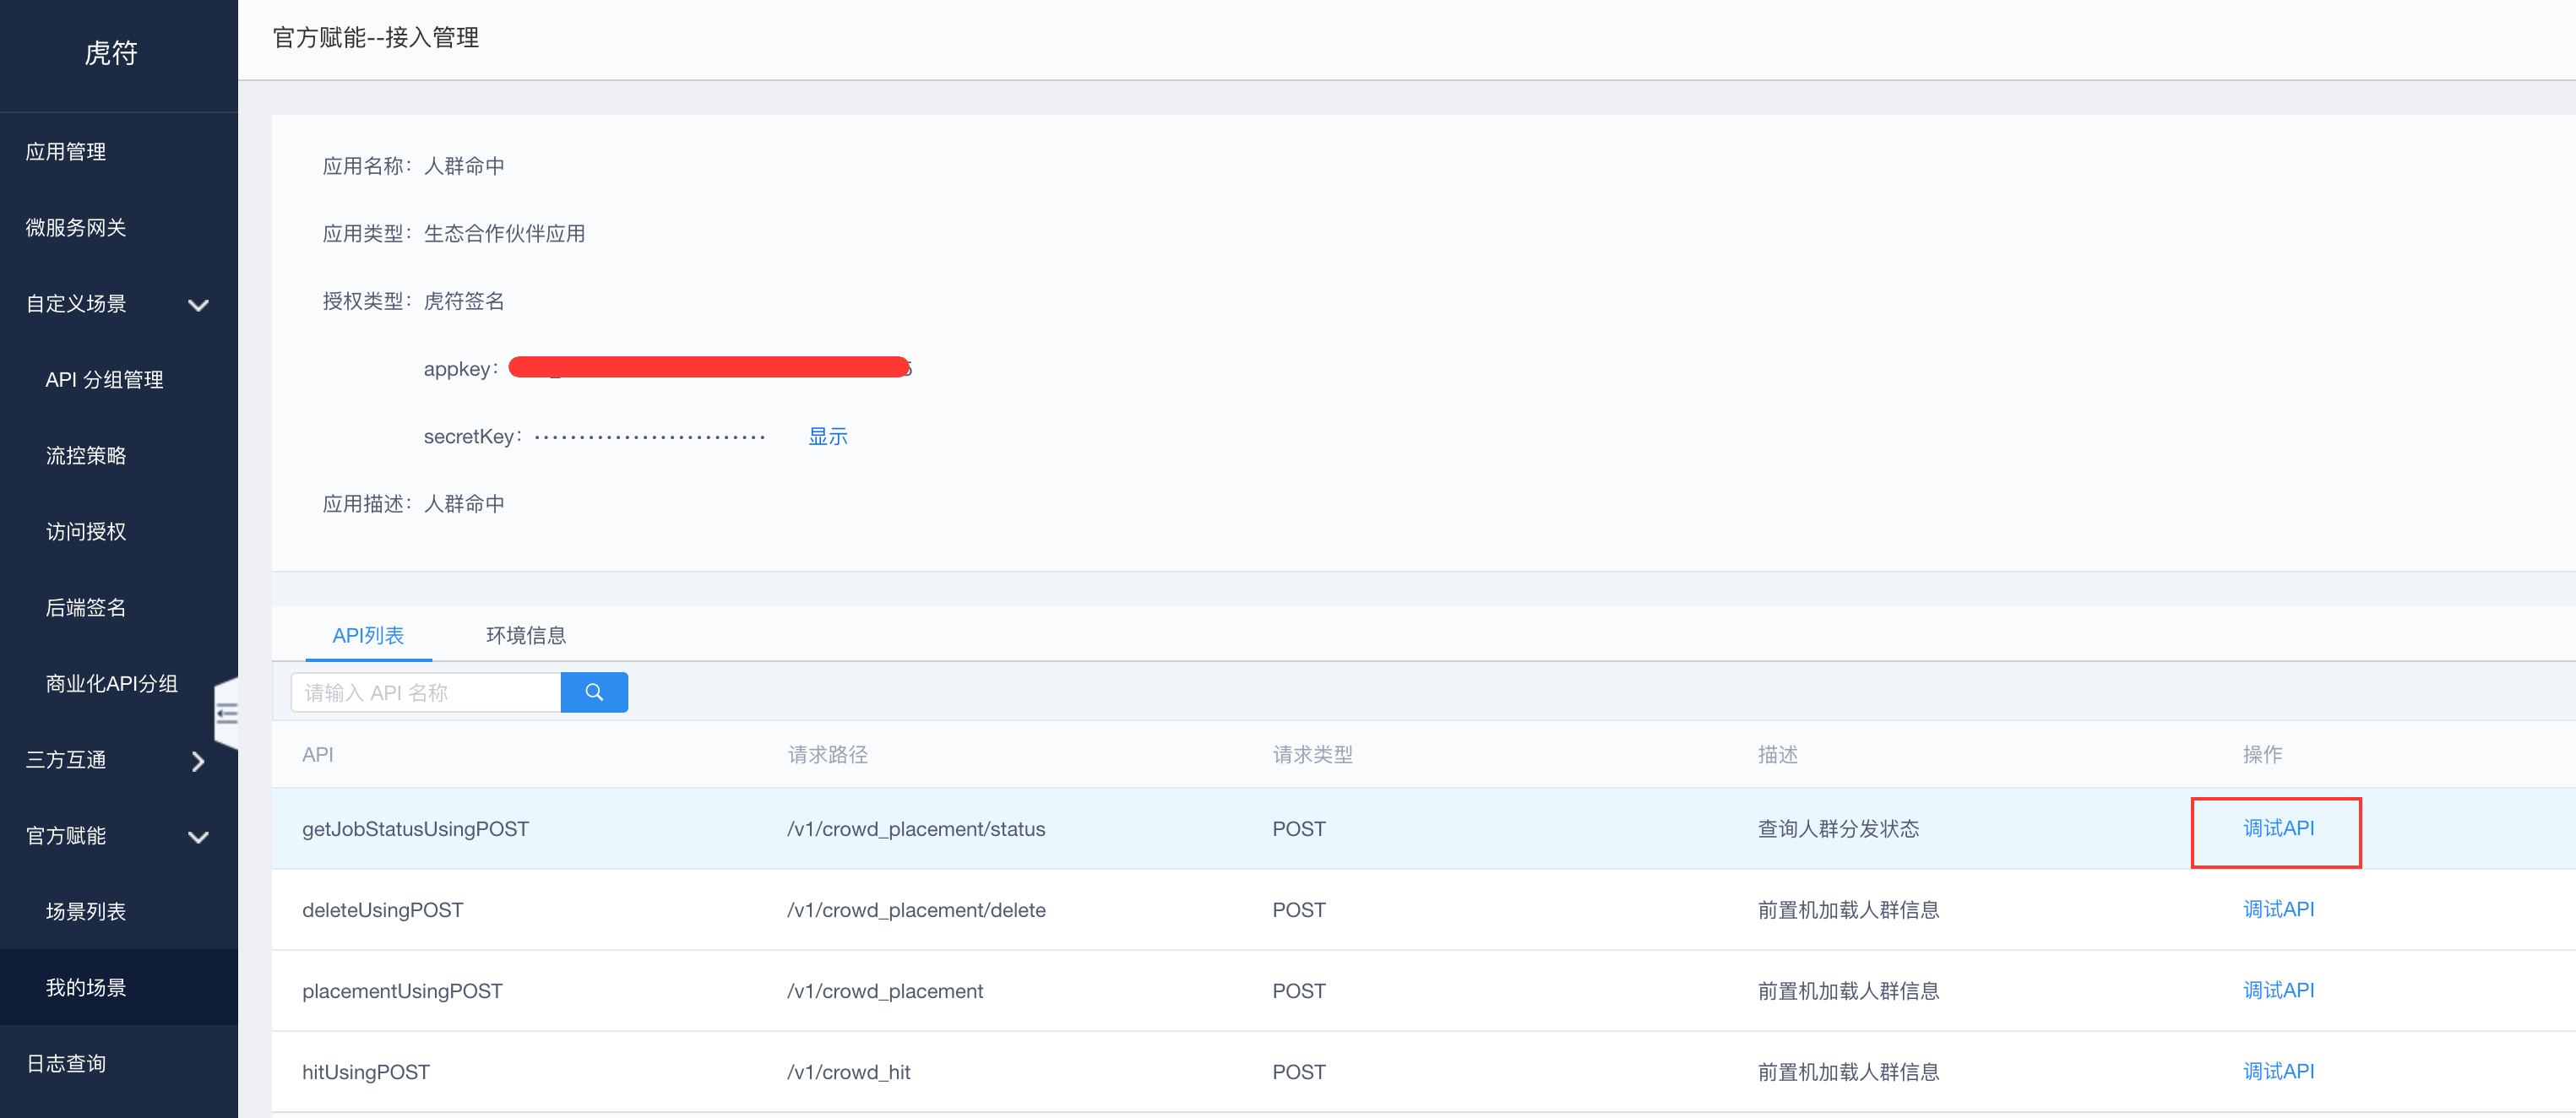 虎符
应用管理
微服务网关
自定义场景
API 分组管理
流控策略
访问授权
后端签名
商业化API分组
三方互通
官方赋能
场景列表
我的场景
日志查询
官方赋能--接入管理
应用名称：人群命中
应用类型：生态合作伙伴应用
授权类型：虎符签名
appkey：
secretKey：·························· 显示
应用描述：人群命中
API列表 环境信息
请输入 API 名称
API 请求路径 请求类型 描述 操作
getJobStatusUsingPOST /v1/crowd_placement/status POST 查询人群分发状态 调试API
deleteUsingPOST /v1/crowd_placement/delete POST 前置机加载人群信息 调试API
placementUsingPOST /v1/crowd_placement POST 前置机加载人群信息 调试API
hitUsingPOST /v1/crowd_hit POST 前置机加载人群信息 调试API